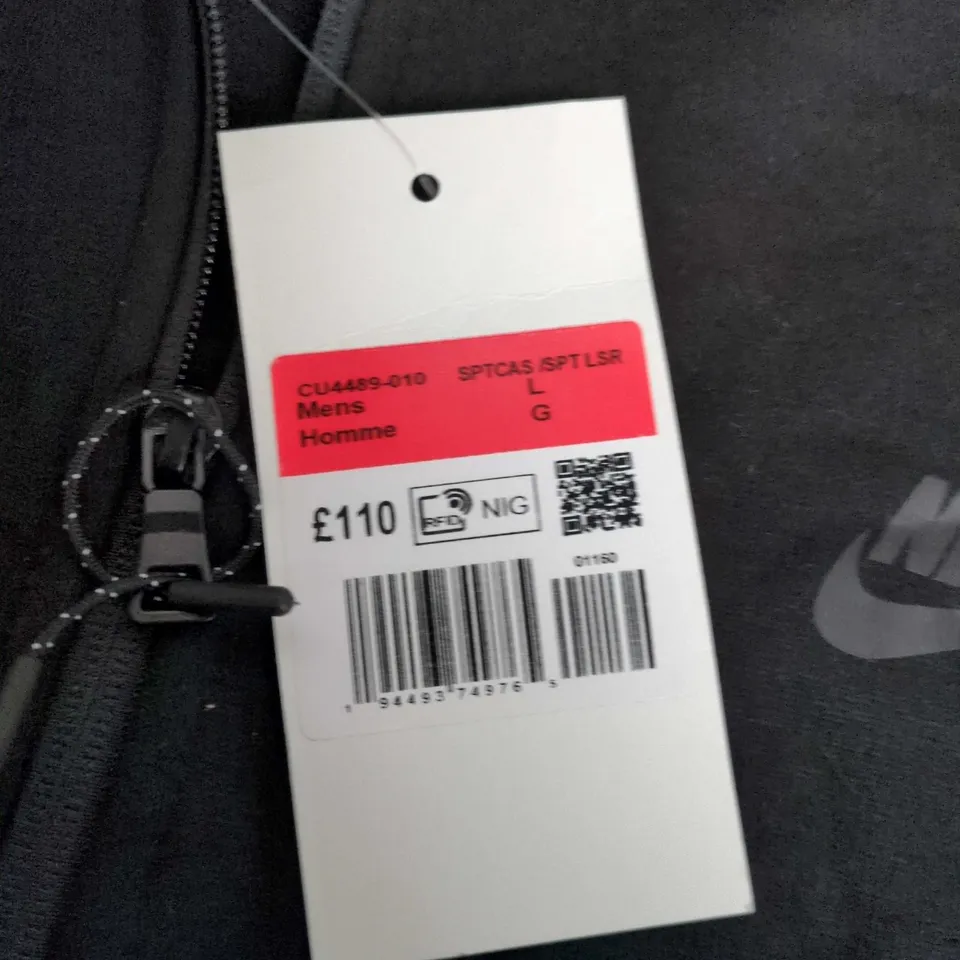 CU4489-010 SPTCAS /SPT LSR
Mens L
Homme G
£110 RFID NIG
01160
1 94493 74976 5